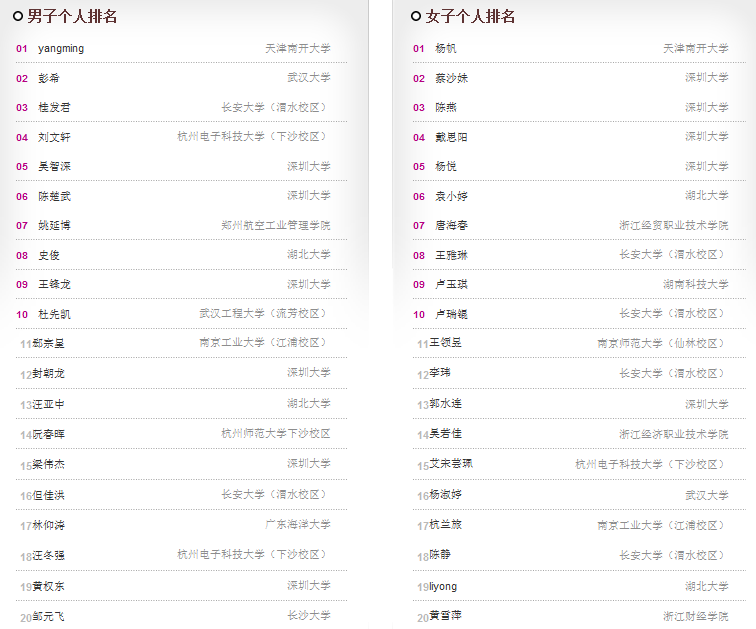 男子个人排名
01 yangming 天津南开大学
02 彭希 武汉大学
03 桂发君 长安大学（渭水校区）
04 刘文轩 杭州电子科技大学（下沙校区）
05 吴智深 深圳大学
06 陈楚武 深圳大学
07 姚延博 郑州航空工业管理学院
08 史俊 湖北大学
09 王锋龙 深圳大学
10 杜先凯 武汉工程大学（流芳校区）
11 郄宗星 南京工业大学（江浦校区）
12 封朝龙 深圳大学
13 汪亚中 湖北大学
14 阮春晖 杭州师范大学下沙校区
15 梁伟杰 深圳大学
16 但佳洪 长安大学（渭水校区）
17 林仰涛 广东海洋大学
18 汪冬强 杭州电子科技大学（下沙校区）
19 黄权东 深圳大学
20 邹元飞 长沙大学
女子个人排名
01 杨帆 天津南开大学
02 蔡沙妹 深圳大学
03 陈燕 深圳大学
04 戴思阳 深圳大学
05 杨悦 深圳大学
06 袁小婷 湖北大学
07 唐海春 浙江经贸职业技术学院
08 王雅琳 长安大学（渭水校区）
09 卢玉琪 湖南科技大学
10 卢瑞鲲 长安大学（渭水校区）
11 王领昱 南京师范大学（仙林校区）
12 李玮 长安大学（渭水校区）
13 郭水连 深圳大学
14 吴若佳 浙江经济职业技术学院
15 艾宋芸珮 杭州电子科技大学（下沙校区）
16 杨淑婷 武汉大学
17 杭兰旅 南京工业大学（江浦校区）
18 陈静 长安大学（渭水校区）
19 liyong 湖北大学
20 黄雪萍 浙江财经学院